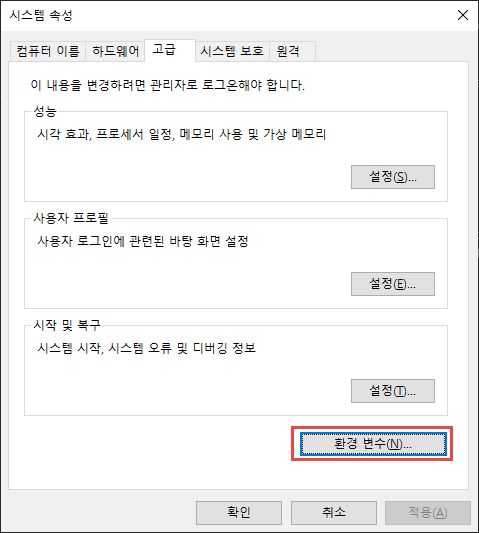 시스템 속성
컴퓨터 이름 하드웨어 고급 시스템 보호 원격
이 내용을 변경하려면 관리자로 로그온해야 합니다.
성능
시각 효과, 프로세서 일정, 메모리 사용 및 가상 메모리
설정(S)...
사용자 프로필
사용자 로그인에 관련된 바탕 화면 설정
설정(E)...
시작 및 복구
시스템 시작, 시스템 오류 및 디버깅 정보
설정(T)...
환경 변수(N)...
확인 취소 적용(A)